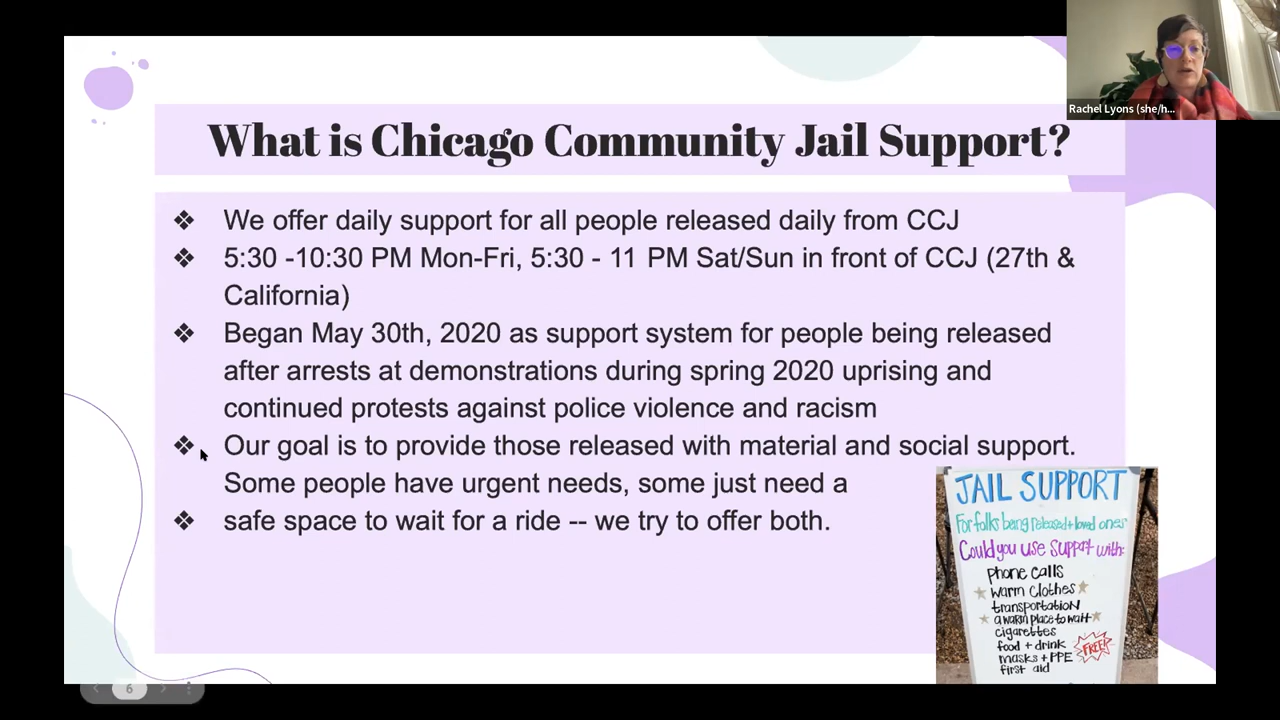 Rachel Lyons (she/h...
What is Chicago Community Jail Support?
❖ We offer daily support for all people released daily from CCJ
❖ 5:30 -10:30 PM Mon-Fri, 5:30 - 11 PM Sat/Sun in front of CCJ (27th &
California)
❖ Began May 30th, 2020 as support system for people being released
after arrests at demonstrations during spring 2020 uprising and
continued protests against police violence and racism
❖ Our goal is to provide those released with material and social support.
Some people have urgent needs, some just need a
❖ safe space to wait for a ride -- we try to offer both.
JAIL SUPPORT
For folks being released + loved ones
Could you use support with:
phone calls
warm clothes
transportation
a warm place to wait
cigarettes
food + drink
masks + PPE
first aid
FREE!
6